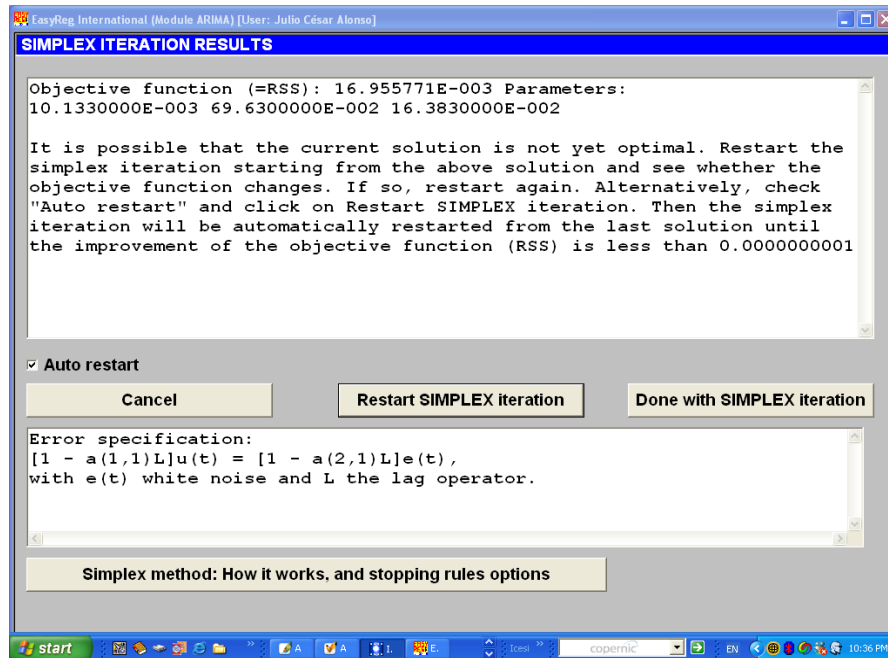 EasyReg International (Module ARIMA) [User: Julio César Alonso]
SIMPLEX ITERATION RESULTS
Objective function (=RSS): 16.955771E-003 Parameters:
10.1330000E-003 69.6300000E-002 16.3830000E-002
It is possible that the current solution is not yet optimal. Restart the
simplex iteration starting from the above solution and see whether the
objective function changes. If so, restart again. Alternatively, check
"Auto restart" and click on Restart SIMPLEX iteration. Then the simplex
iteration will be automatically restarted from the last solution until
the improvement of the objective function (RSS) is less than 0.0000000001
Auto restart
Cancel
Restart SIMPLEX iteration
Done with SIMPLEX iteration
Error specification:
[1 - a(1,1)L]u(t) = [1 - a(2,1)L]e(t),
with e(t) white noise and L the lag operator.
Simplex method: How it works, and stopping rules options
start
A
A
1.
E.
Icesi
copernic
EN
10:36 PM